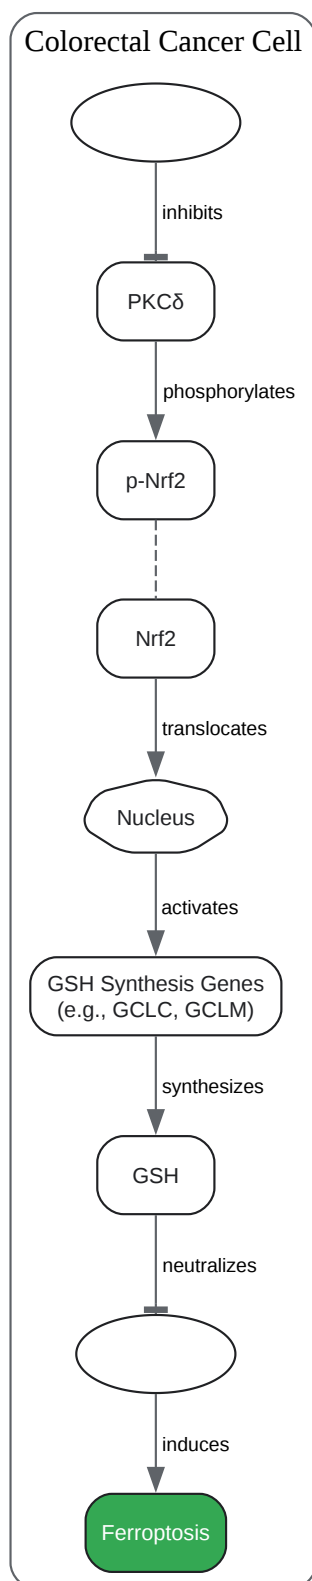 Colorectal Cancer Cell
inhibits
PKCδ
phosphorylates
p-Nrf2
Nrf2
translocates
Nucleus
activates
GSH Synthesis Genes
(e.g., GCLC, GCLM)
synthesizes
GSH
neutralizes
induces
Ferroptosis